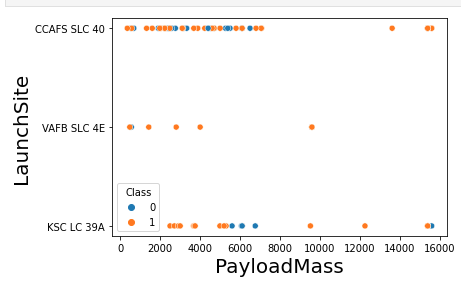 CCAFS SLC 40
VAFB SLC 4E
KSC LC 39A
LaunchSite
Class
0
1
0 2000 4000 6000 8000 10000 12000 14000 16000
PayloadMass